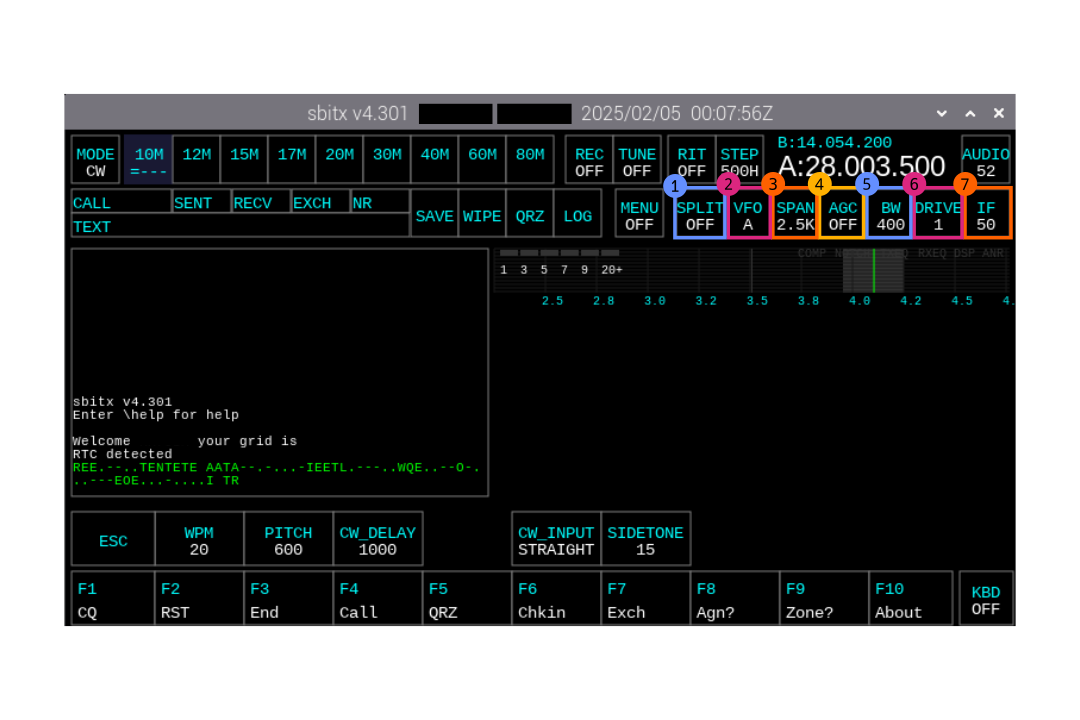 sbitx v4.301 2025/02/05 00:07:56Z
MODE 10M 12M 15M 17M 20M 30M 40M 60M 80M REC TUNE RIT STEP B:14.054.200 AUDIO
CW =--- OFF OFF OFF 500H A:28.003.500 52
1 2 3 4 5 6 7
CALL SENT RECV EXCH NR
TEXT
SAVE WIPE QRZ LOG
MENU SPLIT VFO SPAN AGC BW DRIVE IF
OFF OFF A 2.5K OFF 400 1 50
1 3 5 7 9 20+
RXEQ DSP ANR
COMP
2.5 2.8 3.0 3.2 3.5 3.8 4.0 4.2 4.5
sbitx v4.301
Enter \help for help
Welcome your grid is
RTC detected
REE.--..TENTETE AATA--.-...-IEETL.---..WQE..--O-.
..---EOE...-....I TR
ESC WPM PITCH CW_DELAY CW_INPUT SIDETONE
20 600 1000 STRAIGHT 15
F1 F2 F3 F4 F5 F6 F7 F8 F9 F10 KBD
CQ RST End Call QRZ Chkin Exch Agn? Zone? About OFF